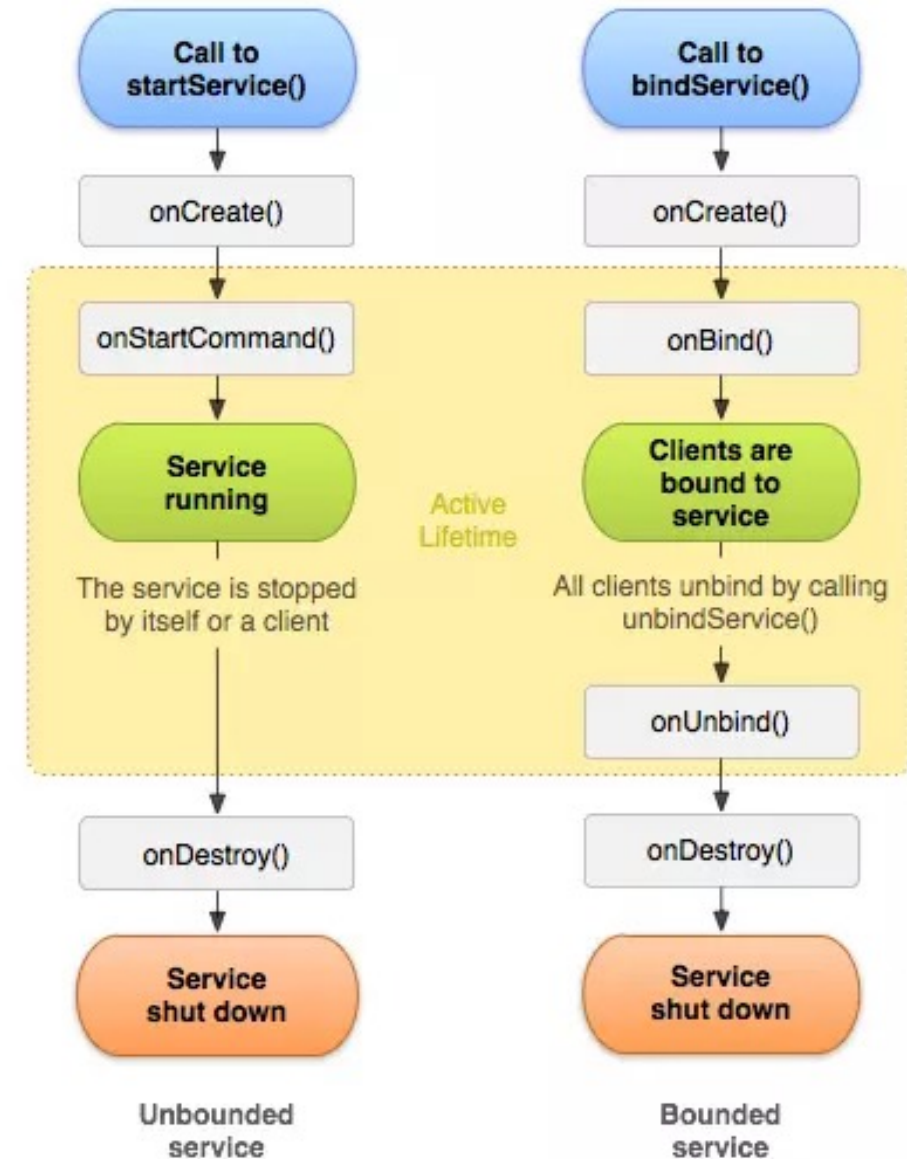 Call to
startService()
onCreate()
onStartCommand()
Service
running
The service is stopped
by itself or a client
onDestroy()
Service
shut down
Unbounded
service
Active
Lifetime
Call to
bindService()
onCreate()
onBind()
Clients are
bound to
service
All clients unbind by calling
unbindService()
onUnbind()
onDestroy()
Service
shut down
Bounded
service